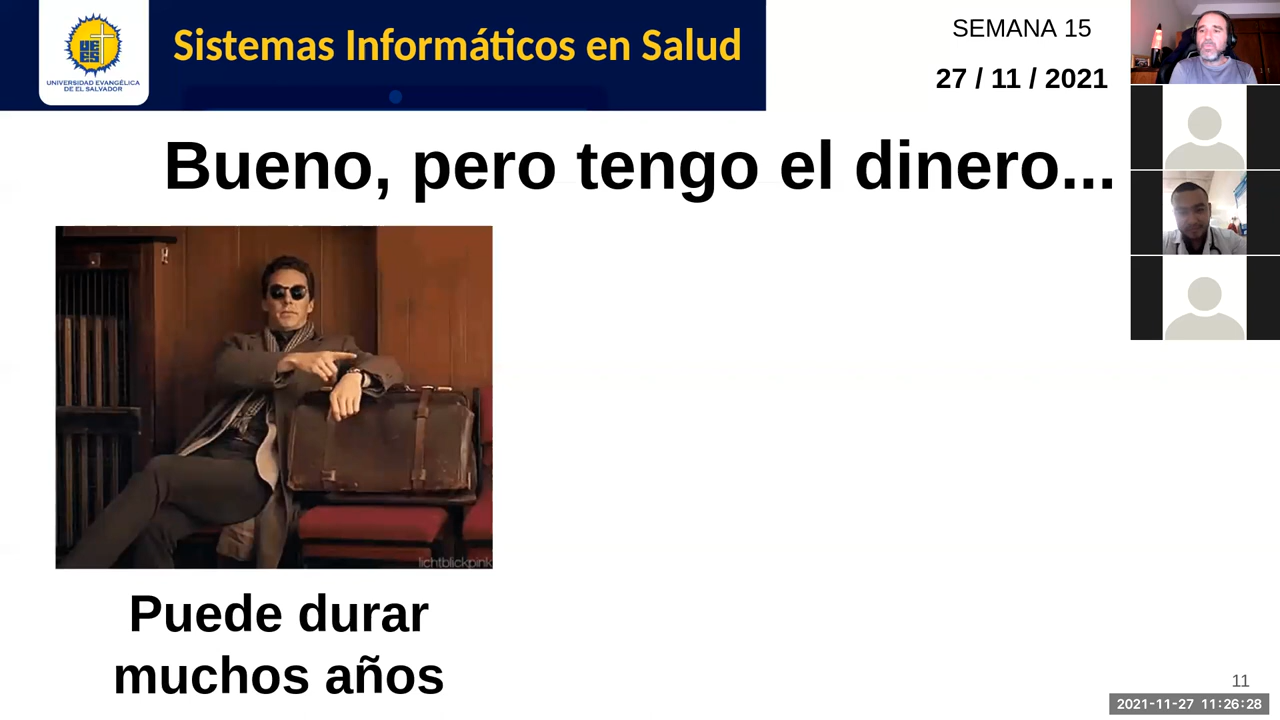 UNIVERSIDAD EVANGÉLICA
DE EL SALVADOR
Sistemas Informáticos en Salud
SEMANA 15
27 / 11 / 2021
Bueno, pero tengo el dinero...
lichtblickpink
Puede durar
muchos años
11
2021-11-27 11:26:28